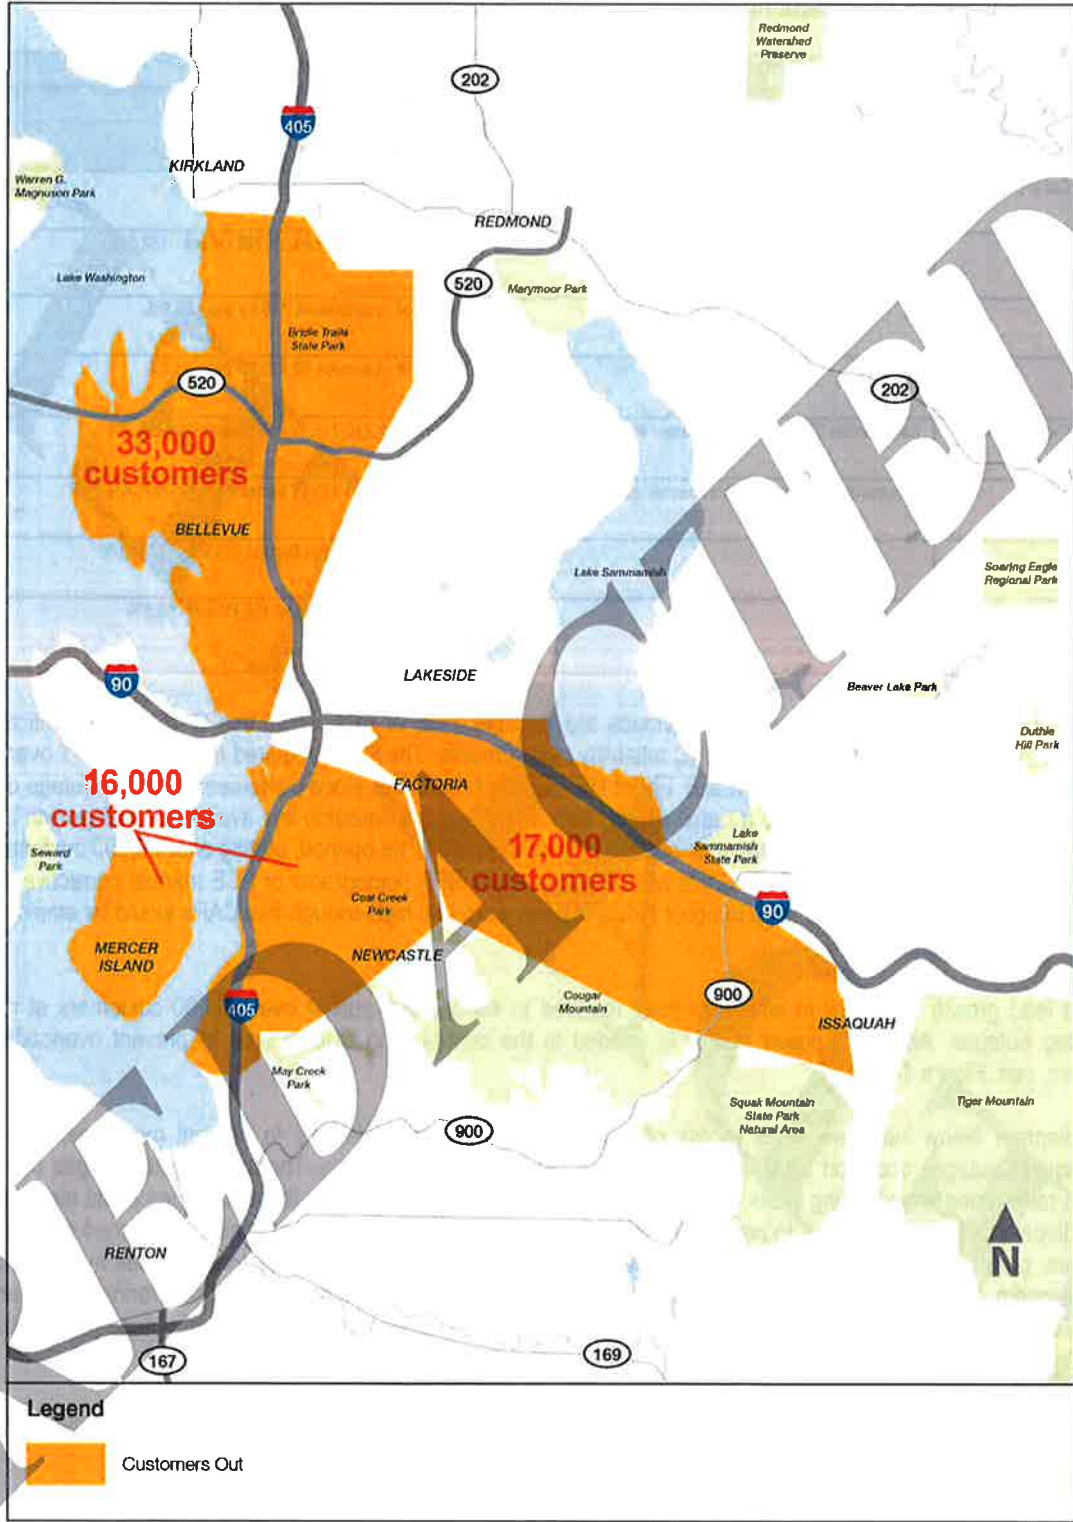 Redmond
Watershed
Preserve
202
405
KIRKLAND
Warren G.
Magnuson Park
REDMOND
Lake Washington
520
Marymoor Park
Bridle Trails
State Park
520
202
33,000
customers
BELLEVUE
Lake Sammamish
Soaring Eagle
Regional Park
90
LAKESIDE
Beaver Lake Park
Duthie
Hill Park
16,000
customers
FACTORIA
17,000
customers
Lake
Sammamish
State Park
Seward
Park
Coal Creek
Park
90
MERCER
ISLAND
NEWCASTLE
405
Cougar
Mountain
900
ISSAQUAH
May Creek
Park
Squak Mountain
State Park
Natural Area
Tiger Mountain
900
RENTON
N
167
169
Legend
Customers Out
REDACTED